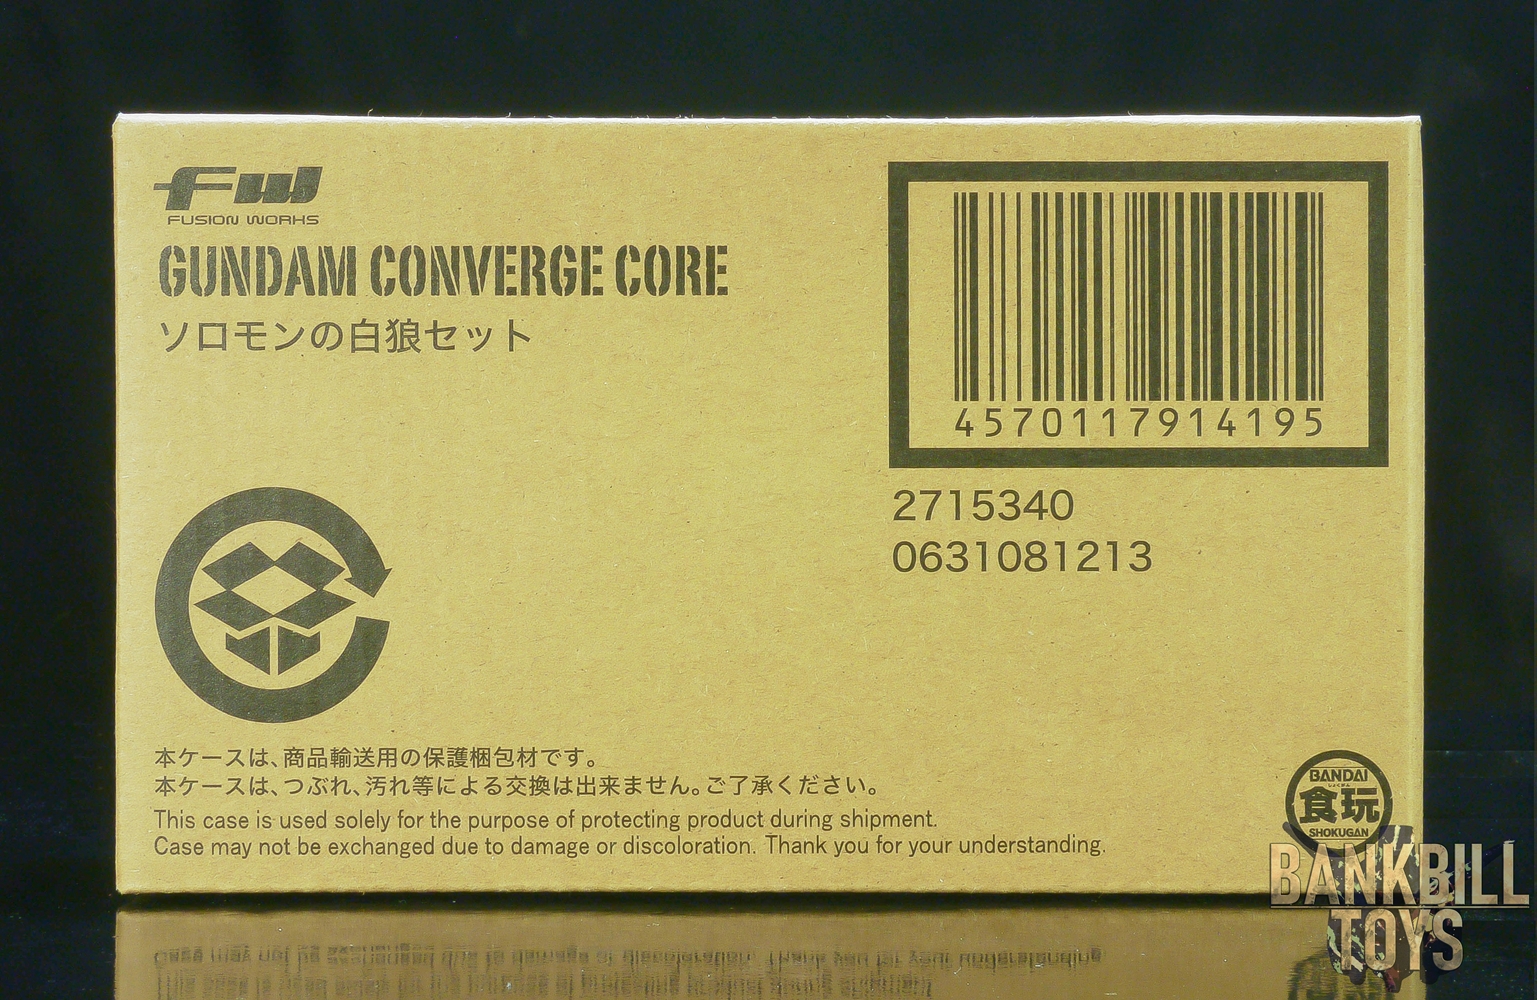 fw
FUSION WORKS
GUNDAM CONVERGE CORE
ソロモンの白狼セット
4570117914195
2715340
0631081213
本ケースは、商品輸送用の保護梱包材です。
本ケースは、つぶれ、汚れ等による交換は出来ません。ご了承ください。
This case is used solely for the purpose of protecting product during shipment.
Case may not be exchanged due to damage or discoloration. Thank you for your understanding.
BANDAI
しょくがん
食玩
SHOKUGAN
BANKBILL
TOYS